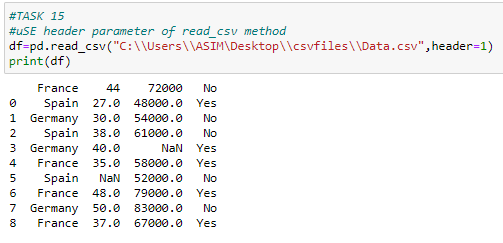 #TASK 15
#uSE header parameter of read_csv method
df=pd.read_csv("C:\\Users\\ASIM\Desktop\\csvfiles\\Data.csv",header=1)
print(df)
France 44 72000 No
0 Spain 27.0 48000.0 Yes
1 Germany 30.0 54000.0 No
2 Spain 38.0 61000.0 No
3 Germany 40.0 NaN Yes
4 France 35.0 58000.0 Yes
5 Spain NaN 52000.0 No
6 France 48.0 79000.0 Yes
7 Germany 50.0 83000.0 No
8 France 37.0 67000.0 Yes